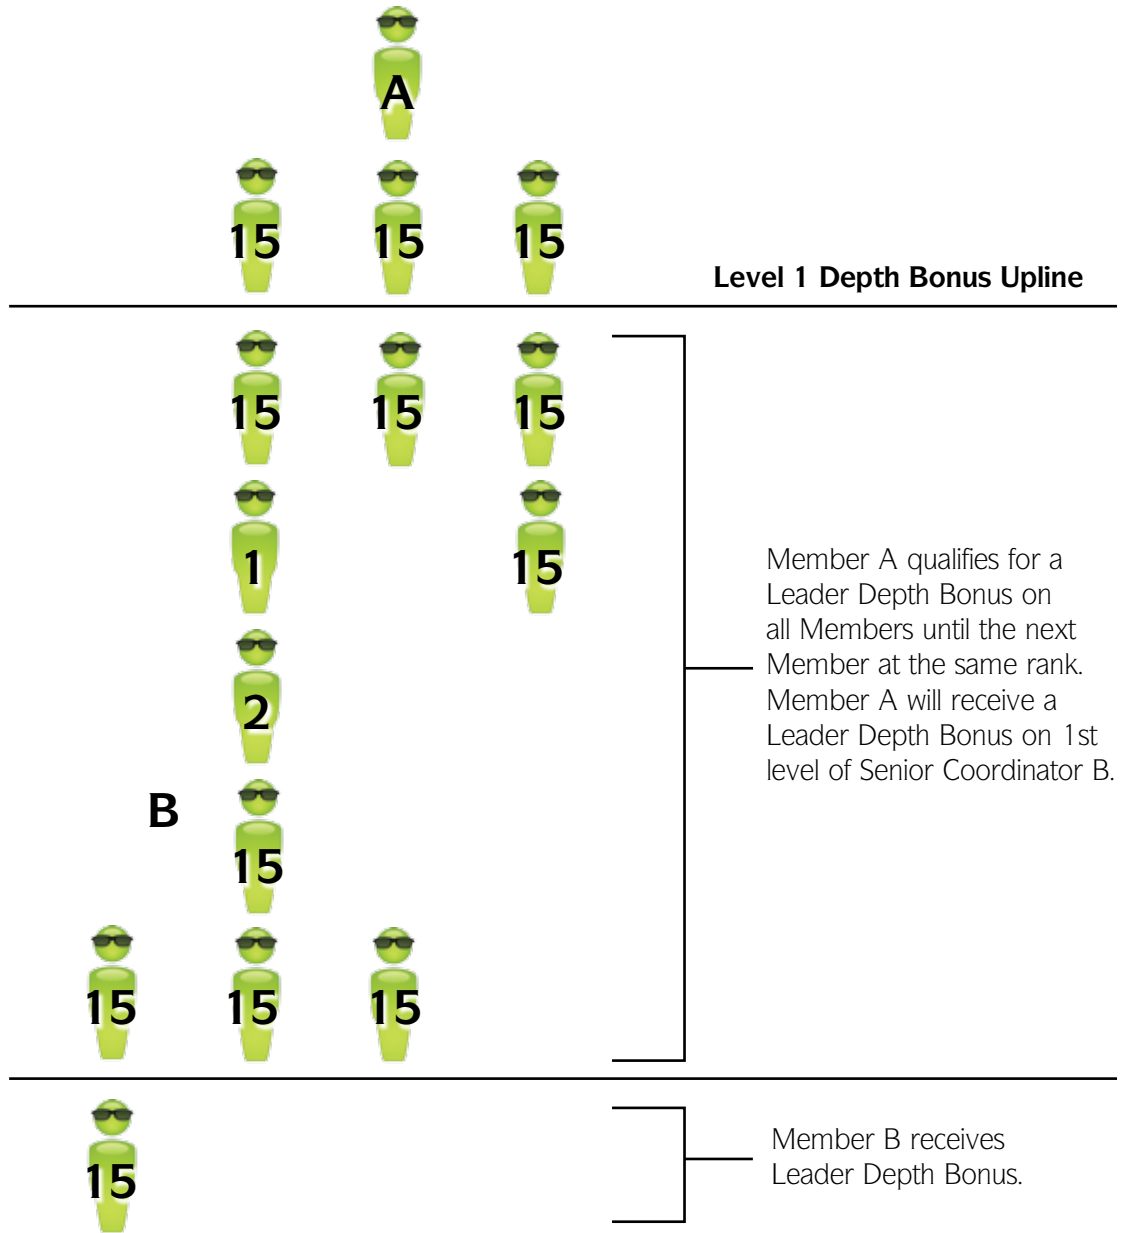 A
15 15 15
Level 1 Depth Bonus Upline
15 15 15
1 15
2
B
15
15 15 15
Member A qualifies for a
Leader Depth Bonus on
all Members until the next
Member at the same rank.
Member A will receive a
Leader Depth Bonus on 1st
level of Senior Coordinator B.
15
Member B receives
Leader Depth Bonus.